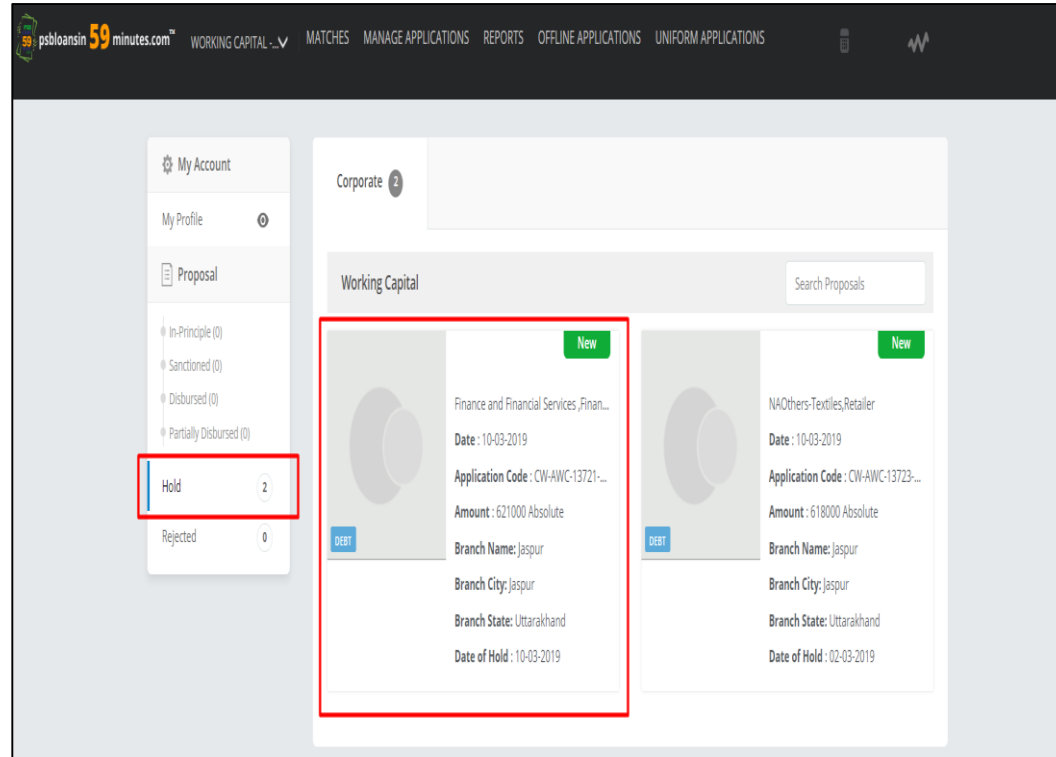 psbloansin 59 minutes.com™ WORKING CAPITAL -... MATCHES MANAGE APPLICATIONS REPORTS OFFLINE APPLICATIONS UNIFORM APPLICATIONS
My Account
My Profile
Proposal
In-Principle (0)
Sanctioned (0)
Disbursed (0)
Partially Disbursed (0)
Hold 2
Rejected 0
Corporate 2
Working Capital
Search Proposals
New
Finance and Financial Services ,Finan...
Date : 10-03-2019
Application Code : CW-AWC-13721-...
Amount : 621000 Absolute
DEBT
Branch Name: Jaspur
Branch City: Jaspur
Branch State: Uttarakhand
Date of Hold : 10-03-2019
New
NAOthers-Textiles,Retailer
Date : 10-03-2019
Application Code : CW-AWC-13723-...
Amount : 618000 Absolute
DEBT
Branch Name: Jaspur
Branch City: Jaspur
Branch State: Uttarakhand
Date of Hold : 02-03-2019